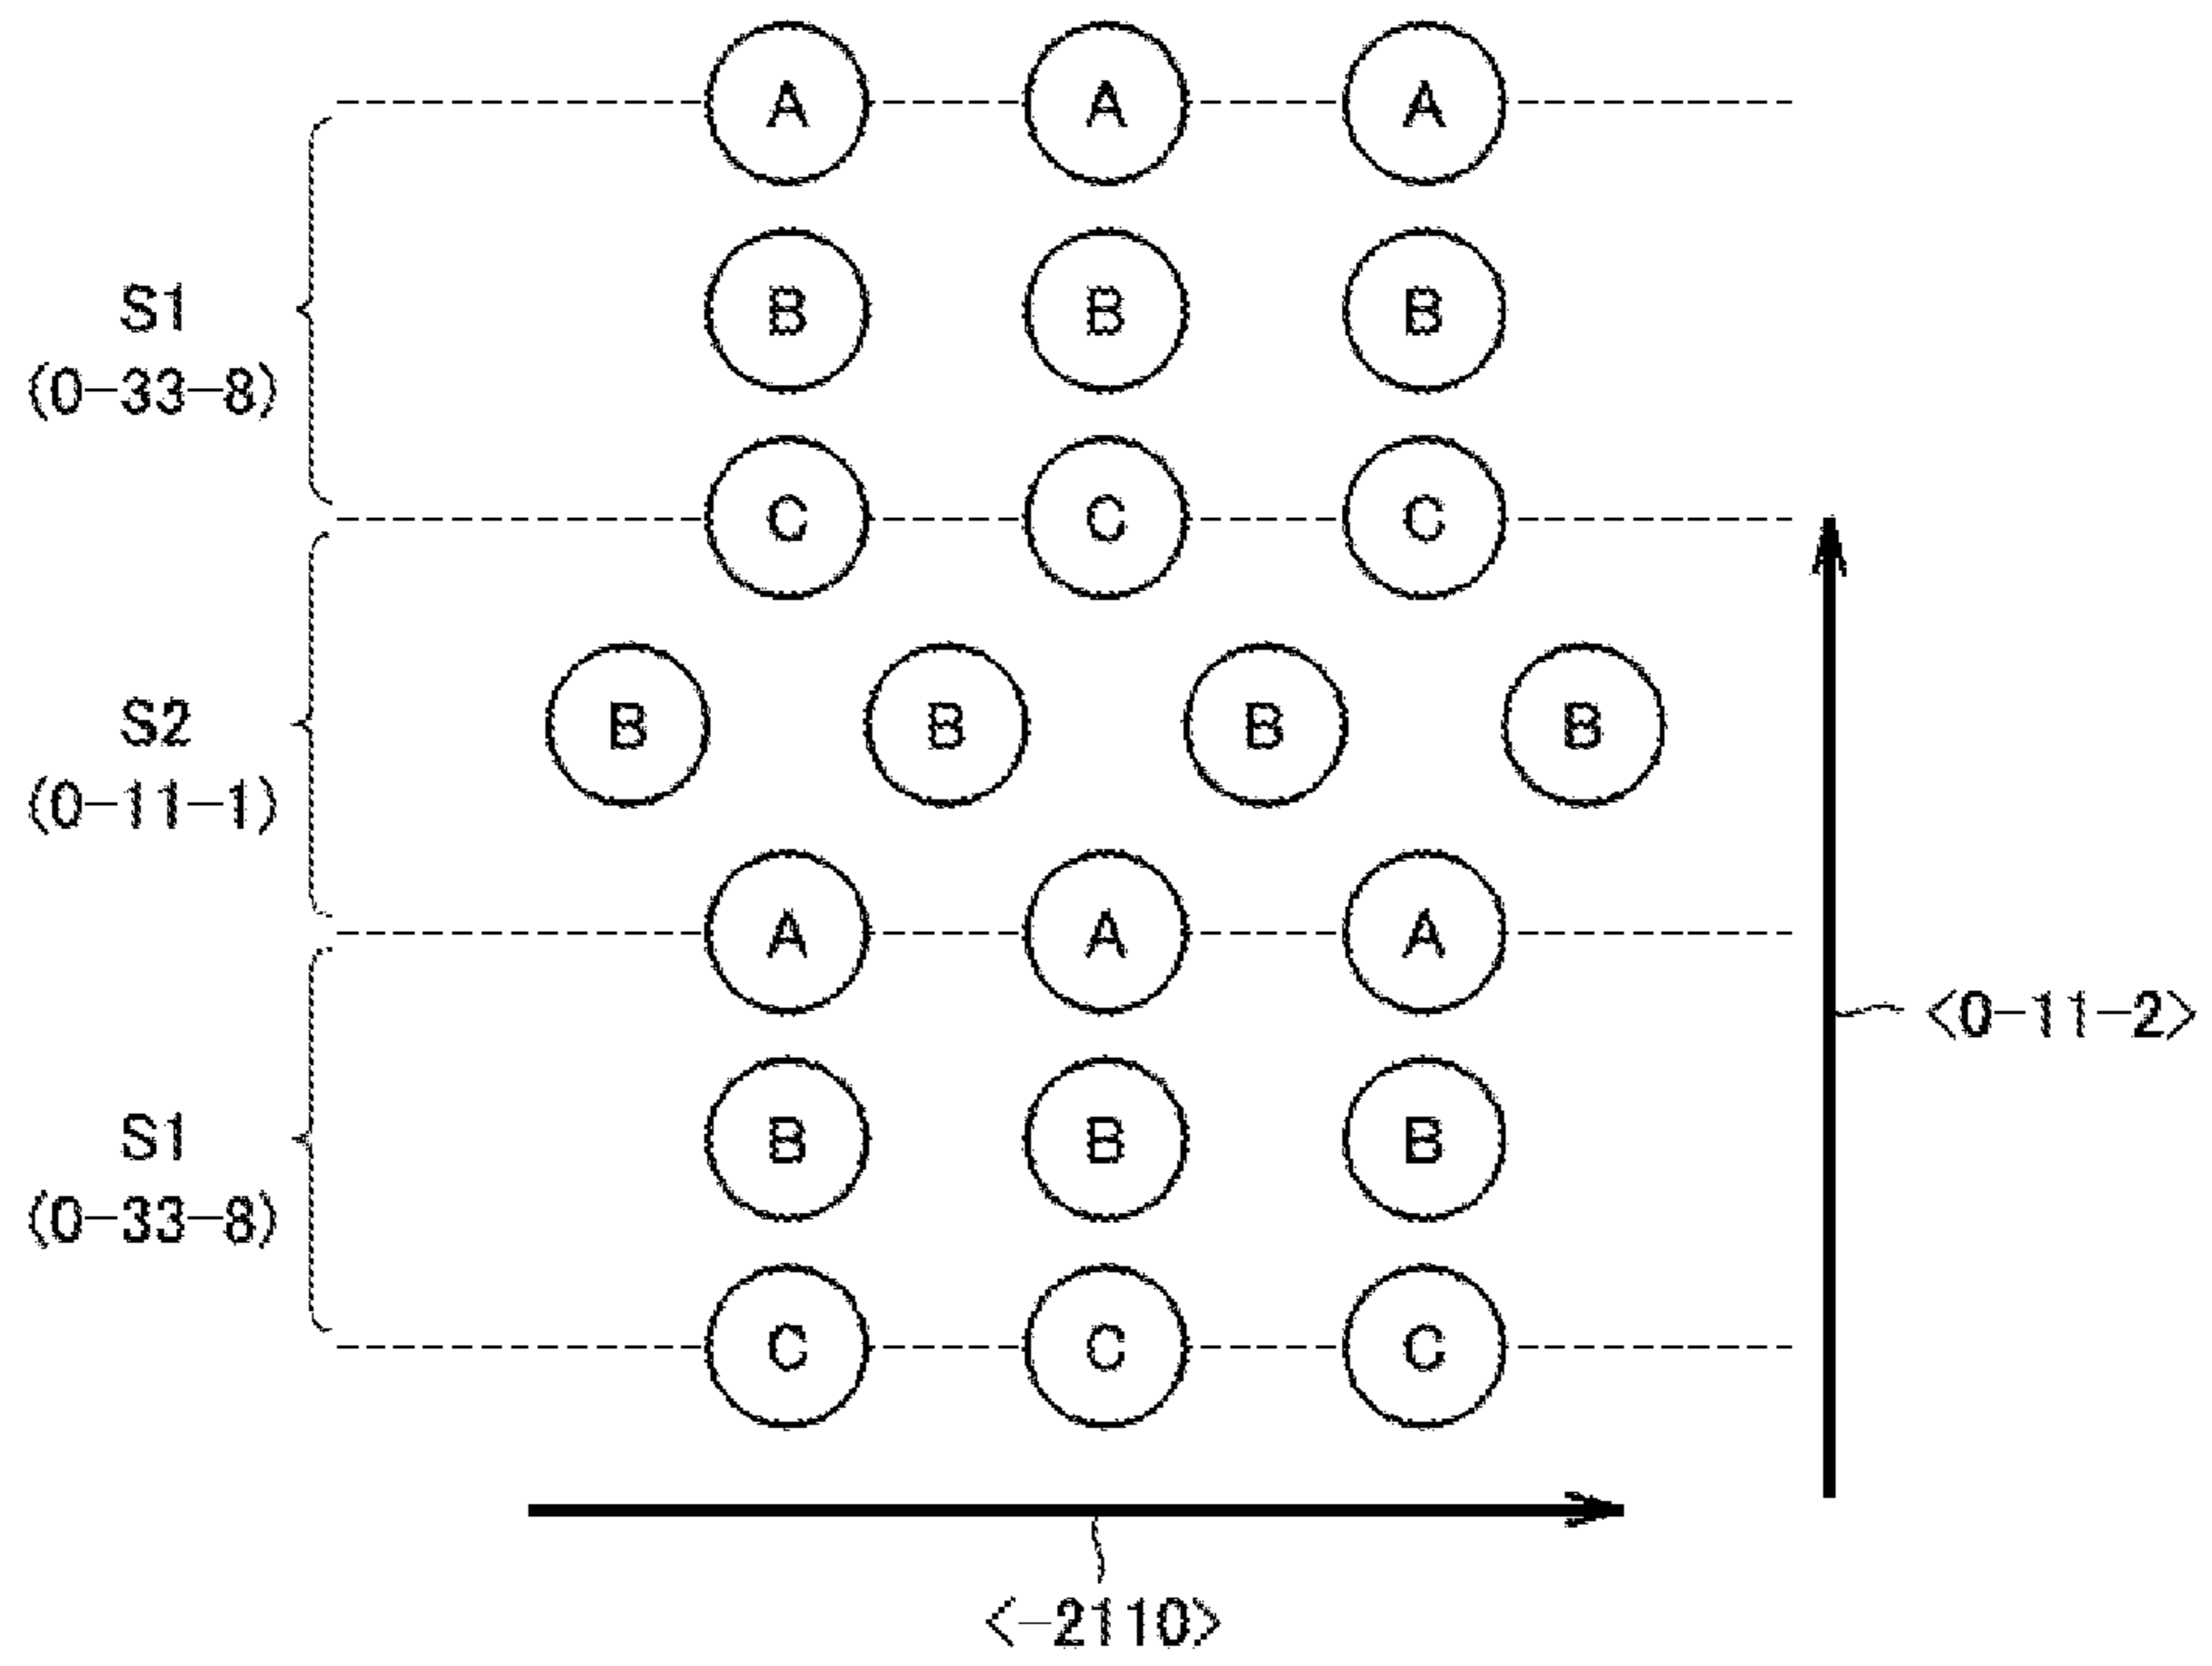 A A A
B B B
S1
(0-33-8)
C C C
B B B B
S2
(0-11-1)
A A A
<0-11-2>
B B B
S1
(0-33-8)
C C C
<-2110>